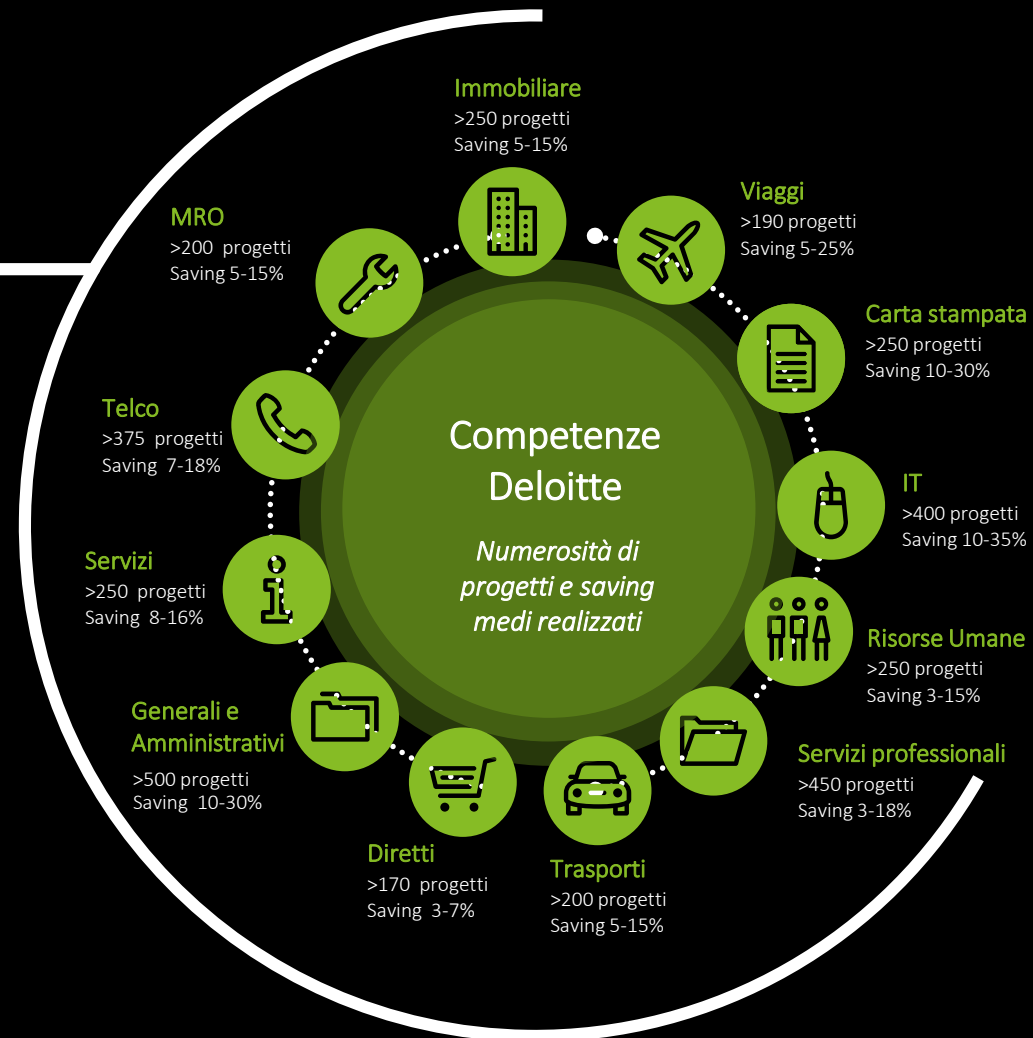 Immobiliare
>250 progetti
Saving 5-15%
Viaggi
>190 progetti
Saving 5-25%
Carta stampata
>250 progetti
Saving 10-30%
IT
>400 progetti
Saving 10-35%
Risorse Umane
>250 progetti
Saving 3-15%
Servizi professionali
>450 progetti
Saving 3-18%
Trasporti
>200 progetti
Saving 5-15%
Diretti
>170 progetti
Saving 3-7%
Generali e
Amministrativi
>500 progetti
Saving 10-30%
Servizi
>250 progetti
Saving 8-16%
Telco
>375 progetti
Saving 7-18%
MRO
>200 progetti
Saving 5-15%
Competenze
Deloitte
Numerosità di
progetti e saving
medi realizzati